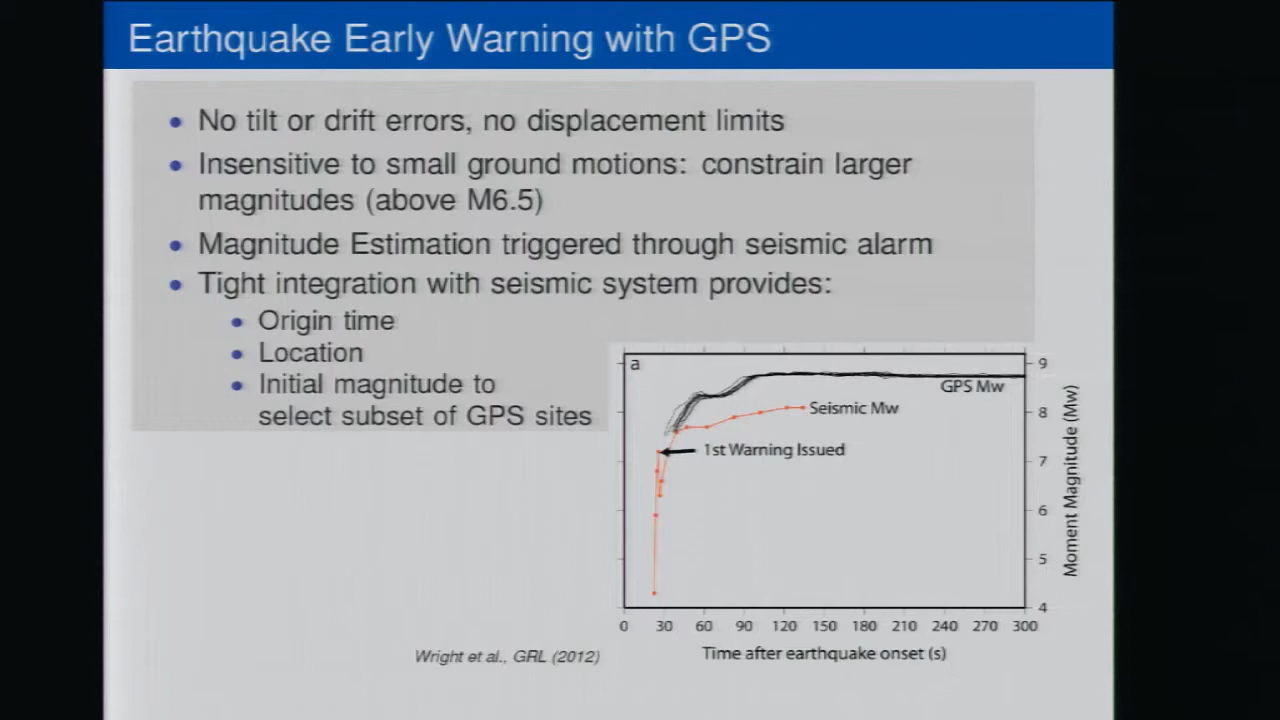 Earthquake Early Warning with GPS
No tilt or drift errors, no displacement limits
Insensitive to small ground motions: constrain larger
magnitudes (above M6.5)
Magnitude Estimation triggered through seismic alarm
Tight integration with seismic system provides:
Origin time
Location
Initial magnitude to
select subset of GPS sites
a
9
GPS Mw
8
Seismic Mw
1st Warning Issued
7
6
5
4
Moment Magnitude (Mw)
0 30 60 90 120 150 180 210 240 270 300
Time after earthquake onset (s)
Wright et al., GRL (2012)